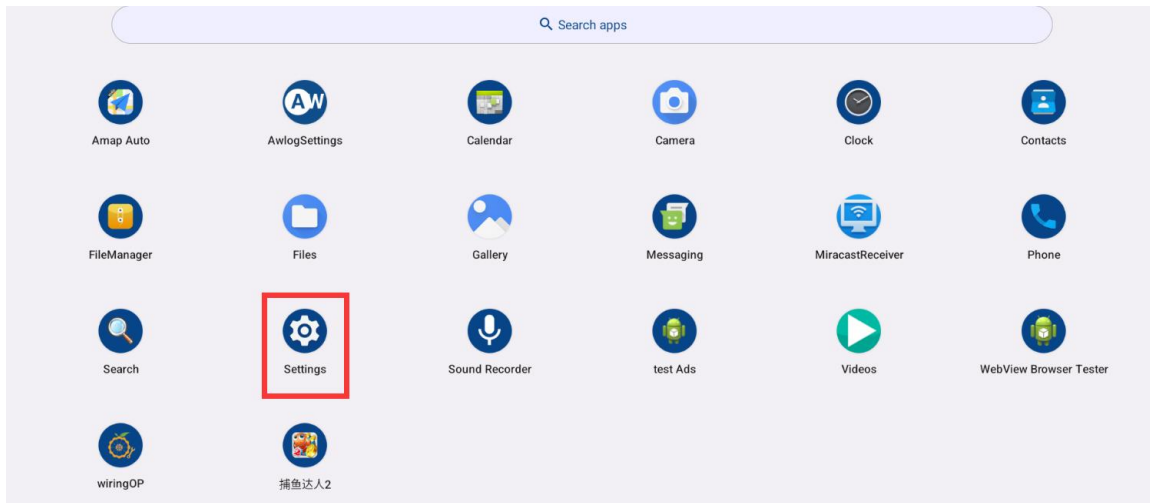 Search apps
Amap Auto
AwlogSettings
Calendar
Camera
Clock
Contacts
FileManager
Files
Gallery
Messaging
MiracastReceiver
Phone
Search
Settings
Sound Recorder
test Ads
Videos
WebView Browser Tester
wiringOP
捕鱼达人2
AW